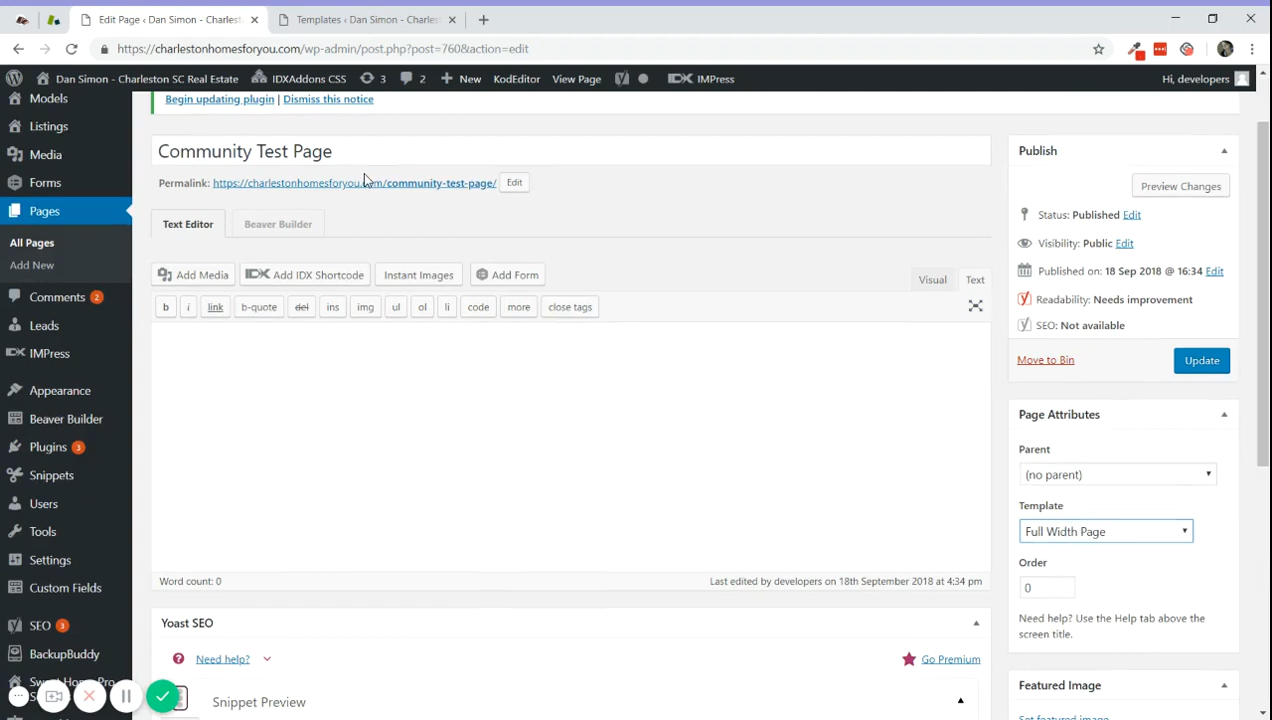 Edit Page ‹ Dan Simon - Charleston
Templates ‹ Dan Simon - Charles
https://charlestonhomesforyou.com/wp-admin/post.php?post=760&action=edit
Dan Simon - Charleston SC Real Estate
IDXAddons CSS
3
2
New
KodEditor
View Page
IDX IMPress
Hi, developers
Models
Listings
Media
Forms
Pages
All Pages
Add New
Comments 2
Leads
IDX IMPress
Appearance
Beaver Builder
Plugins 3
Snippets
Users
Tools
Settings
Custom Fields
SEO 3
BackupBuddy
Sweet Home Pro
Begin updating plugin | Dismiss this notice
Community Test Page
Permalink: https://charlestonhomesforyou.com/community-test-page/ Edit
Text Editor
Beaver Builder
Add Media
IDX Add IDX Shortcode
Instant Images
Add Form
Visual
Text
b
i
link
b-quote
del
ins
img
ul
ol
li
code
more
close tags
Word count: 0
Last edited by developers on 18th September 2018 at 4:34 pm
Yoast SEO
Need help?
Go Premium
Snippet Preview
Publish
Preview Changes
Status: Published Edit
Visibility: Public Edit
Published on: 18 Sep 2018 @ 16:34 Edit
Readability: Needs improvement
SEO: Not available
Move to Bin
Update
Page Attributes
Parent
(no parent)
Template
Full Width Page
Order
0
Need help? Use the Help tab above the
screen title.
Featured Image
Set featured image